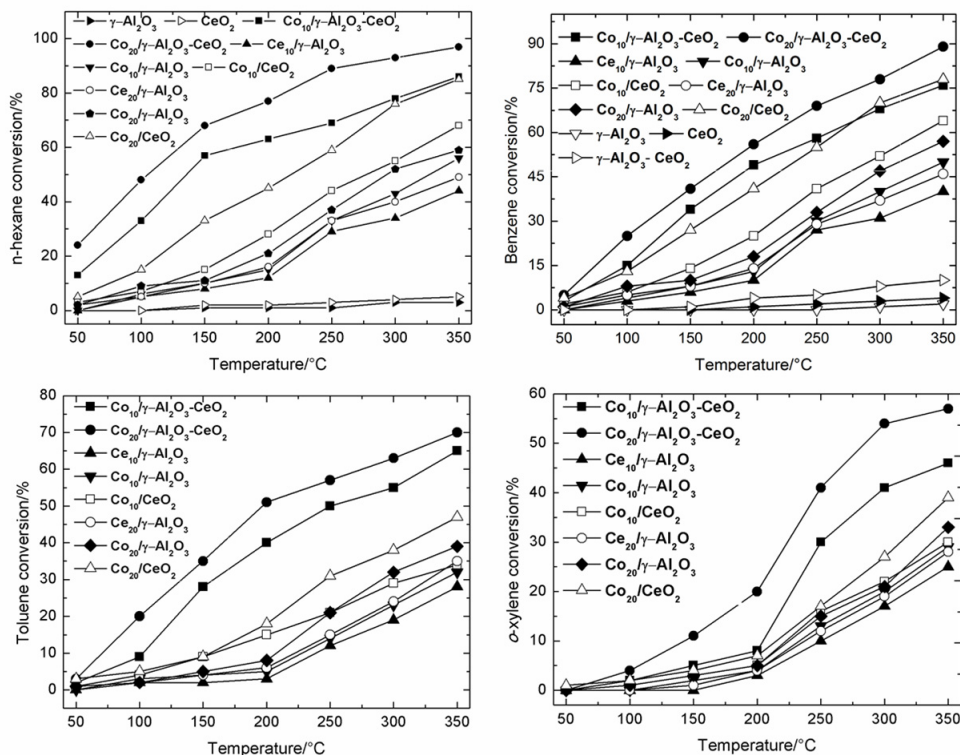 γ-Al₂O₃ CeO₂ Co₁₀/γ-Al₂O₃-CeO₂
Co₂₀/γ-Al₂O₃-CeO₂ Ce₁₀/γ-Al₂O₃
Co₁₀/γ-Al₂O₃ Co₁₀/CeO₂
Ce₂₀/γ-Al₂O₃
Co₂₀/γ-Al₂O₃
Co₂₀/CeO₂
n-hexane conversion/%
100
80
60
40
20
0
50 100 150 200 250 300 350
Temperature/°C
Co₁₀/γ-Al₂O₃-CeO₂ Co₂₀/γ-Al₂O₃-CeO₂
Ce₁₀/γ-Al₂O₃ Co₁₀/γ-Al₂O₃
Co₁₀/CeO₂ Ce₂₀/γ-Al₂O₃
Co₂₀/γ-Al₂O₃ Co₂₀/CeO₂
γ-Al₂O₃ CeO₂
γ-Al₂O₃- CeO₂
Benzene conversion/%
90
75
60
45
30
15
0
50 100 150 200 250 300 350
Temperature/°C
Co₁₀/γ-Al₂O₃-CeO₂
Co₂₀/γ-Al₂O₃-CeO₂
Ce₁₀/γ-Al₂O₃
Co₁₀/γ-Al₂O₃
Co₁₀/CeO₂
Ce₂₀/γ-Al₂O₃
Co₂₀/γ-Al₂O₃
Co₂₀/CeO₂
Toluene conversion/%
80
70
60
50
40
30
20
10
0
50 100 150 200 250 300 350
Temperature/°C
Co₁₀/γ-Al₂O₃-CeO₂
Co₂₀/γ-Al₂O₃-CeO₂
Ce₁₀/γ-Al₂O₃
Co₁₀/γ-Al₂O₃
Co₁₀/CeO₂
Ce₂₀/γ-Al₂O₃
Co₂₀/γ-Al₂O₃
Co₂₀/CeO₂
o-xylene conversion/%
60
50
40
30
20
10
0
50 100 150 200 250 300 350
Temperature/°C